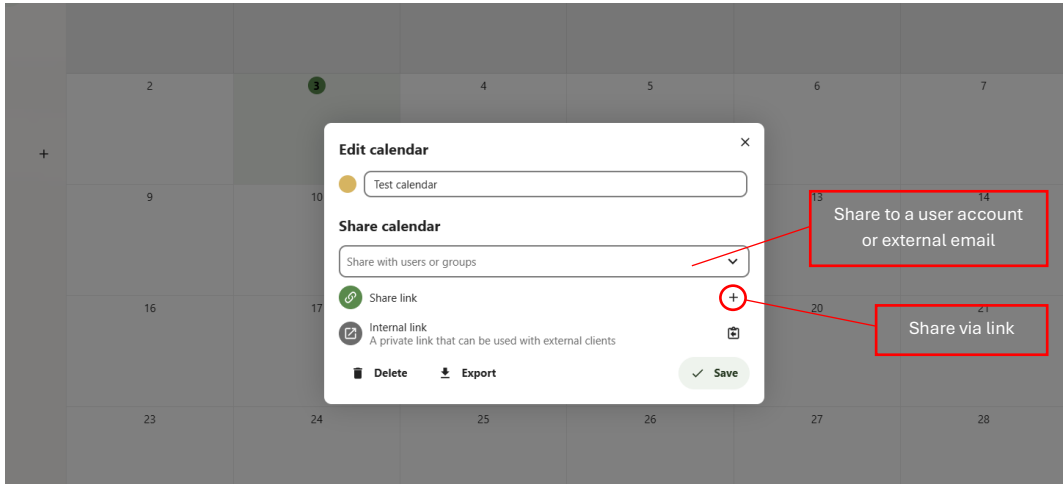 2
3
4
5
6
7
+
Edit calendar
Test calendar
9
10
13
14
Share calendar
Share to a user account
or external email
Share with users or groups
Share link
+
16
17
20
21
Share via link
Internal link
A private link that can be used with external clients
Delete
Export
Save
23
24
25
26
27
28